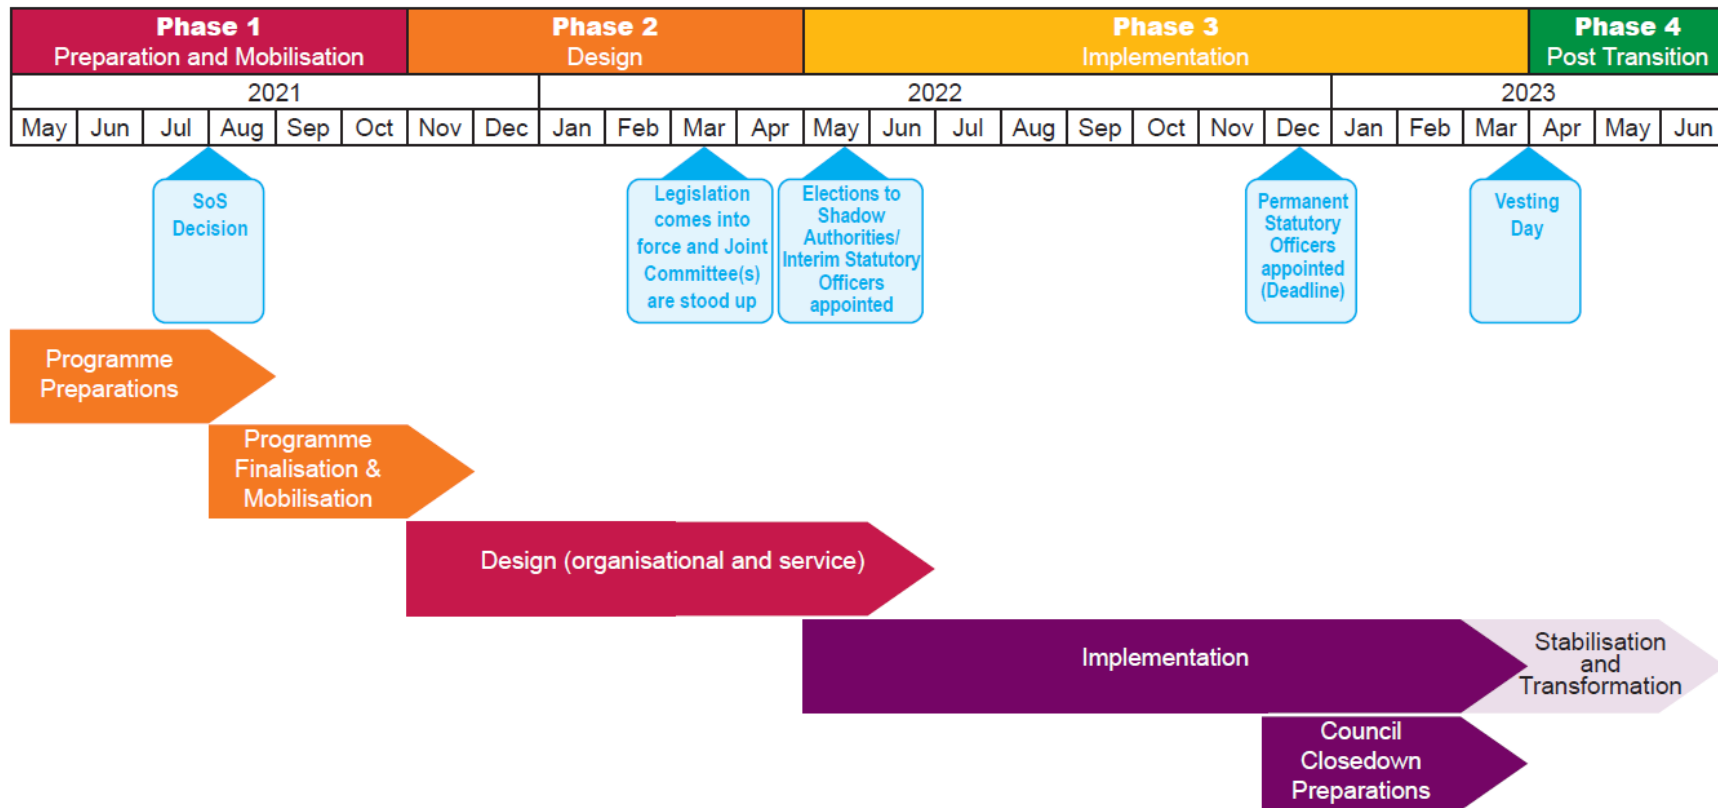 Phase 1
Preparation and Mobilisation
Phase 2
Design
Phase 3
Implementation
Phase 4
Post Transition
2021
2022
2023
May Jun Jul Aug Sep Oct Nov Dec Jan Feb Mar Apr May Jun Jul Aug Sep Oct Nov Dec Jan Feb Mar Apr May Jun
SoS
Decision
Legislation
comes into
force and Joint
Committee(s)
are stood up
Elections to
Shadow
Authorities/
Interim Statutory
Officers
appointed
Permanent
Statutory
Officers
appointed
(Deadline)
Vesting
Day
Programme
Preparations
Programme
Finalisation &
Mobilisation
Design (organisational and service)
Implementation
Stabilisation
and
Transformation
Council
Closedown
Preparations